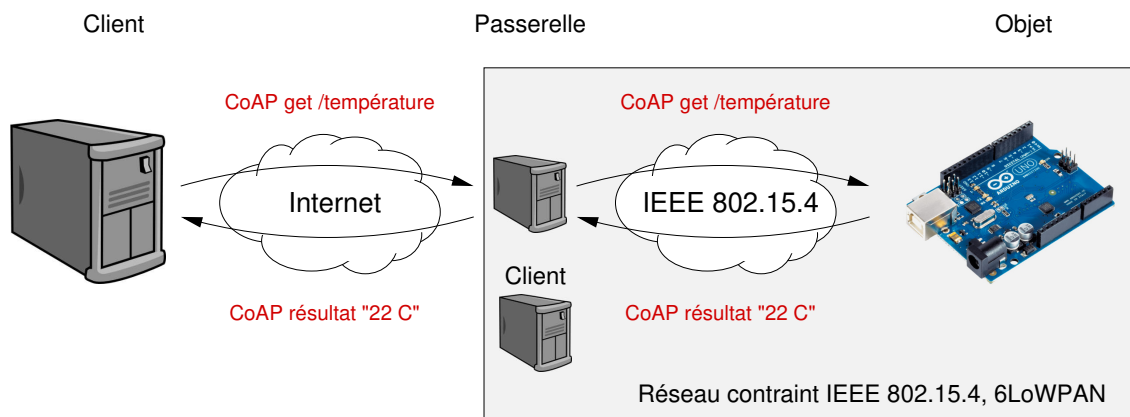 Client
Passerelle
Objet
CoAP get /température
CoAP get /température
Internet
IEEE 802.15.4
UNO
Client
CoAP résultat "22 C"
CoAP résultat "22 C"
Réseau contraint IEEE 802.15.4, 6LoWPAN